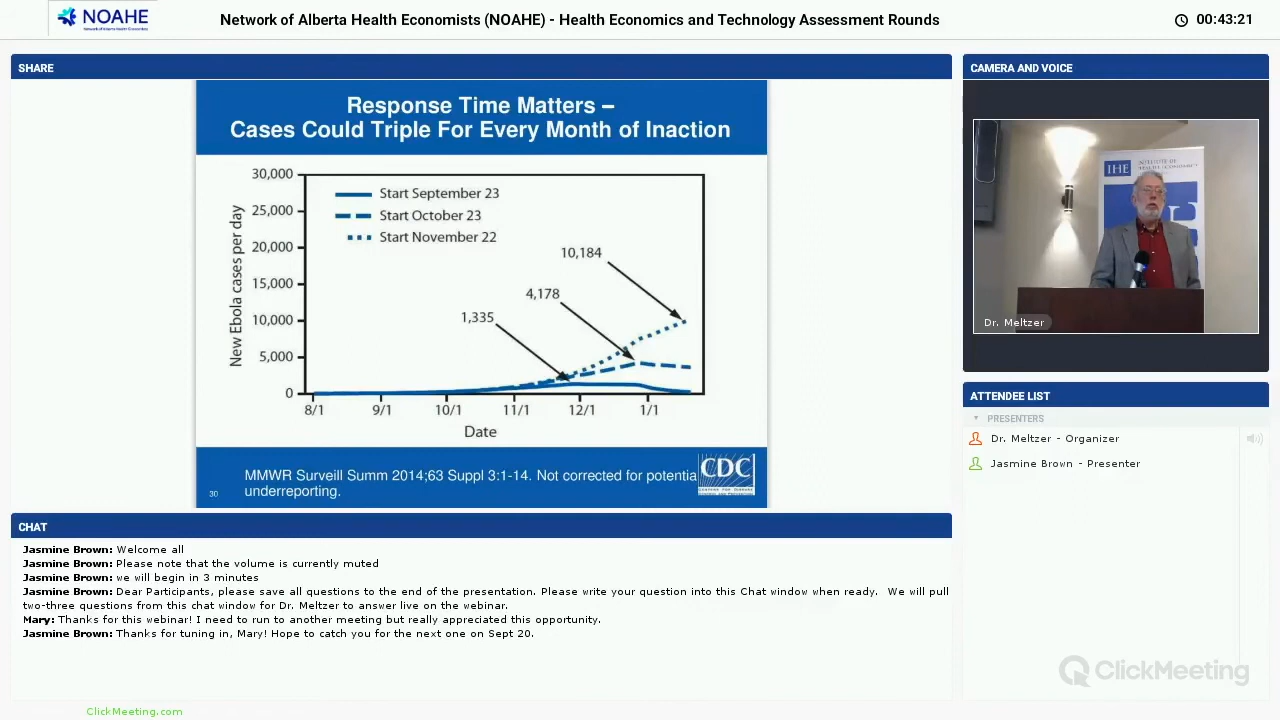 NOAHE
Network of Alberta Health Economists
Network of Alberta Health Economists (NOAHE) - Health Economics and Technology Assessment Rounds
00:43:21
SHARE
Response Time Matters –
Cases Could Triple For Every Month of Inaction
New Ebola cases per day
30,000
25,000
20,000
15,000
10,000
5,000
0
Start September 23
Start October 23
Start November 22
10,184
4,178
1,335
8/1 9/1 10/1 11/1 12/1 1/1
Date
MMWR Surveill Summ 2014;63 Suppl 3:1-14. Not corrected for potentia
underreporting.
30
CDC
CAMERA AND VOICE
IHE
INSTITUTE OF
Dr. Meltzer
ATTENDEE LIST
PRESENTERS
Dr. Meltzer - Organizer
Jasmine Brown - Presenter
CHAT
Jasmine Brown: Welcome all
Jasmine Brown: Please note that the volume is currently muted
Jasmine Brown: we will begin in 3 minutes
Jasmine Brown: Dear Participants, please save all questions to the end of the presentation. Please write your question into this Chat window when ready. We will pull
two-three questions from this chat window for Dr. Meltzer to answer live on the webinar.
Mary: Thanks for this webinar! I need to run to another meeting but really appreciated this opportunity.
Jasmine Brown: Thanks for tuning in, Mary! Hope to catch you for the next one on Sept 20.
ClickMeeting
ClickMeeting.com